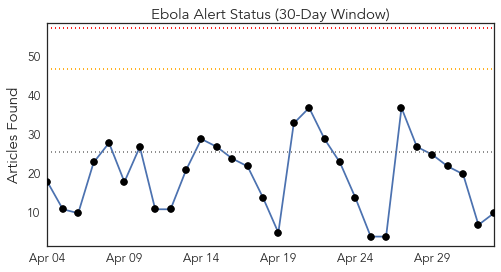 Ebola Alert Status (30-Day Window)
Articles Found
50
40
30
20
10
Apr 04 Apr 09 Apr 14 Apr 19 Apr 24 Apr 29